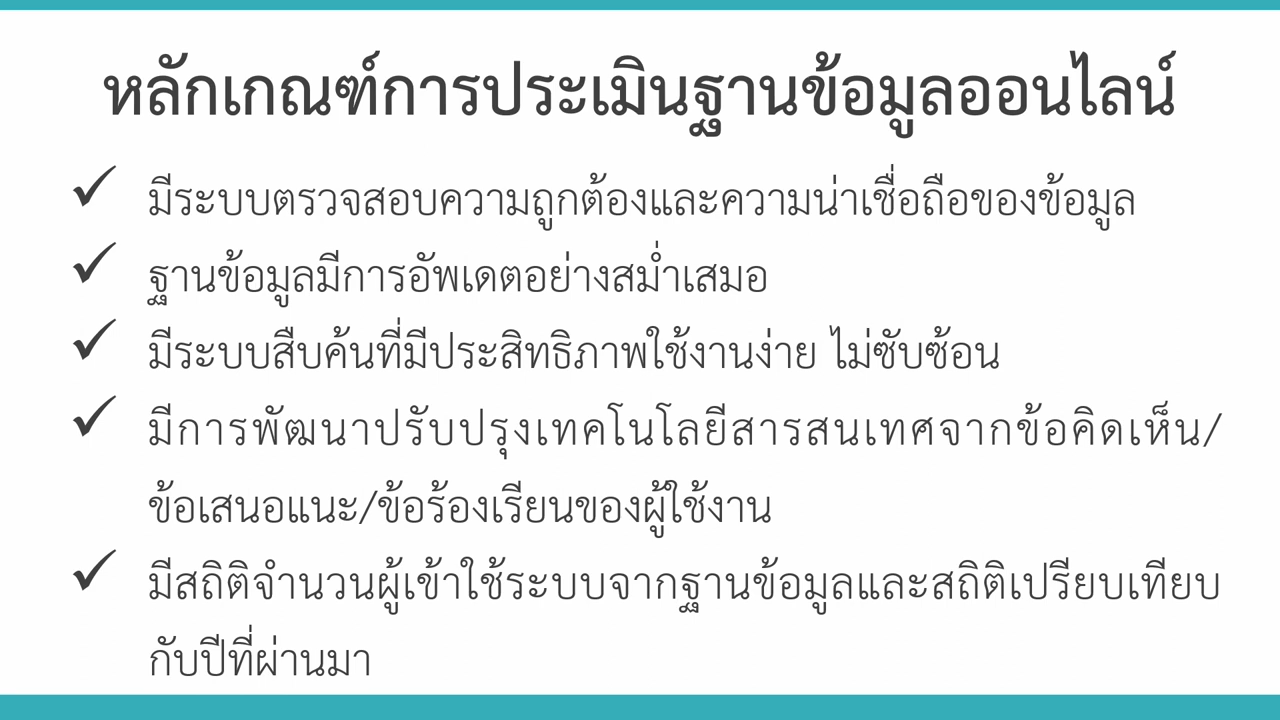 หลักเกณฑ์การประเมินฐานข้อมูลออนไลน์
✓ มีระบบตรวจสอบความถูกต้องและความน่าเชื่อถือของข้อมูล
✓ ฐานข้อมูลมีการอัพเดตอย่างสม่ำเสมอ
✓ มีระบบสืบค้นที่มีประสิทธิภาพใช้งานง่าย ไม่ซับซ้อน
✓ มีการพัฒนาปรับปรุงเทคโนโลยีสารสนเทศจากข้อคิดเห็น/
ข้อเสนอแนะ/ข้อร้องเรียนของผู้ใช้งาน
✓ มีสถิติจำนวนผู้เข้าใช้ระบบจากฐานข้อมูลและสถิติเปรียบเทียบ
กับปีที่ผ่านมา